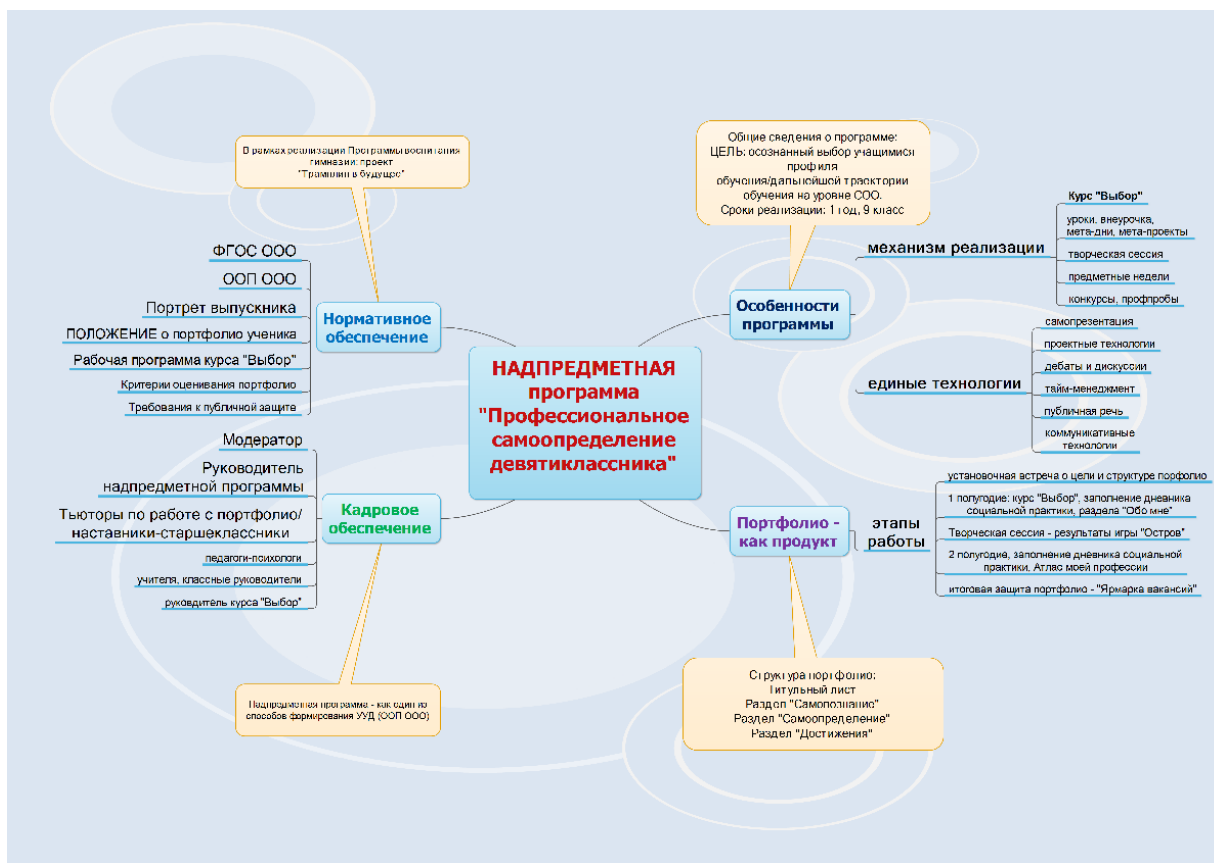 В рамках реализации Программы воспитания
гимназии: проект
"Трамплин в будущее"
ФГОС ООО
ООП ООО
Портрет выпускника
ПОЛОЖЕНИЕ о портфолио ученика
Рабочая программа курса "Выбор"
Критерии оценивания портфолио
Требования к публичной защите
Нормативное
обеспечение
Модератор
Руководитель
надпредметной программы
Тьюторы по работе с портфолио/
наставники-старшеклассники
педагоги-психологи
учителя, классные руководители
руководитель курса "Выбор"
Кадровое
обеспечение
Надпредметная программа - как один из
способов формирования УУД (ООП ООО)
НАДПРЕДМЕТНАЯ
программа
"Профессиональное
самоопределение
девятиклассника"
Общие сведения о программе:
ЦЕЛЬ: осознанный выбор учащимися
профиля
обучения/дальнейшей траектории
обучения на уровне СОО.
Сроки реализации: 1 год, 9 класс
Особенности
программы
механизм реализации
Курс "Выбор"
уроки, внеурочка,
мета-дни, мета-проекты
творческая сессия
предметные недели
конкурсы, профпробы
единые технологии
самопрезентация
проектные технологии
дебаты и дискуссии
тайм-менеджмент
публичная речь
коммуникативные
технологии
Портфолио -
как продукт
этапы
работы
установочная встреча о цели и структуре порфолио
1 полугодие: курс "Выбор", заполнение дневника
социальной практики, раздела "Обо мне"
Творческая сессия - результаты игры "Остров"
2 полугодие, заполнение дневника социальной
практики, Атлас моей профессии
итоговая защита портфолио - "Ярмарка вакансий"
Структура портфолио:
Титульный лист
Раздел "Самопознание"
Раздел "Самоопределение"
Раздел "Достижения"